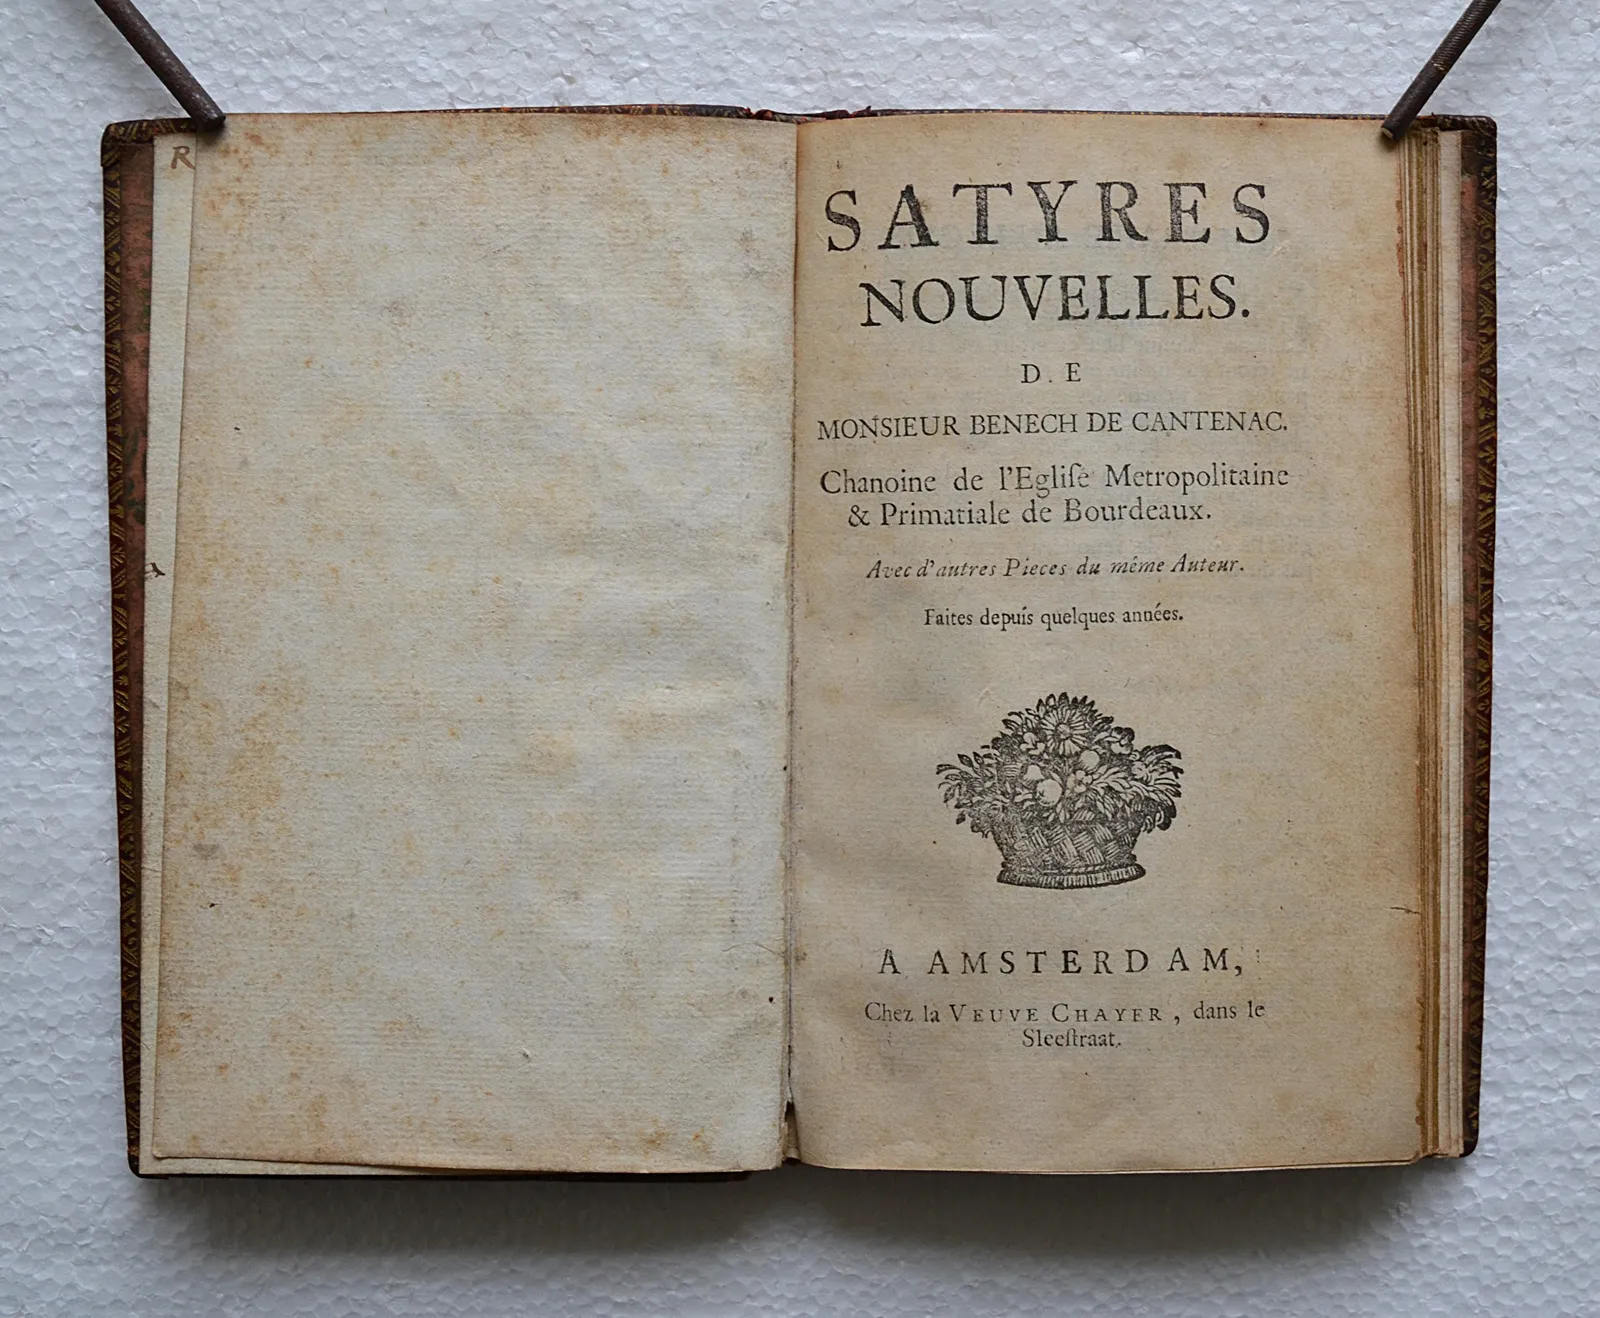 R
SATYRES
NOUVELLES.
D. E
MONSIEUR BENECH DE CANTENAC.
Chanoine de l'Egliſe Metropolitaine
& Primatiale de Bourdeaux.
Avec d'autres Pieces du même Auteur.
Faites depuis quelques années.
A AMSTERDAM,
Chez la VEUVE CHAYER, dans le
Sleeſtraat.